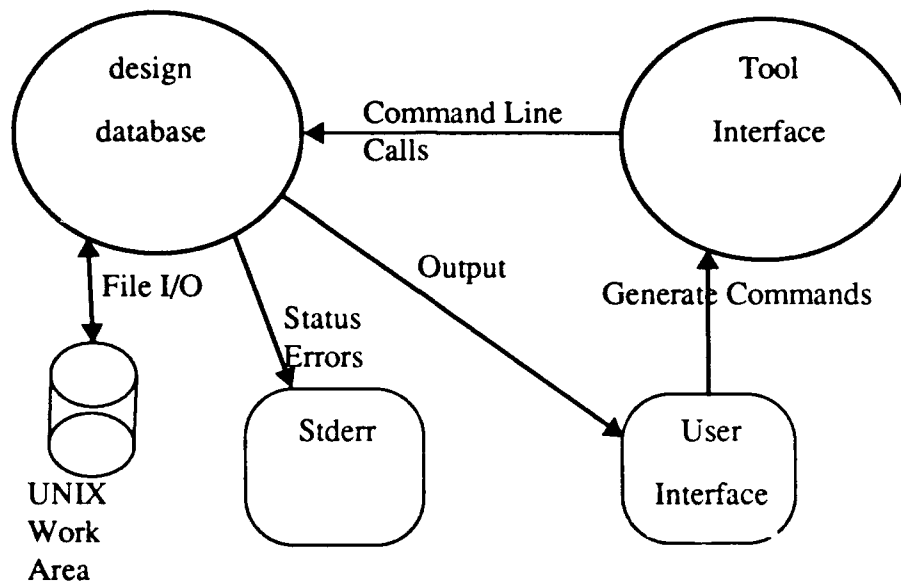 design
database
Tool
Interface
Command Line
Calls
Output
File I/O
Generate Commands
Status
Errors
Stderr
User
Interface
UNIX
Work
Area